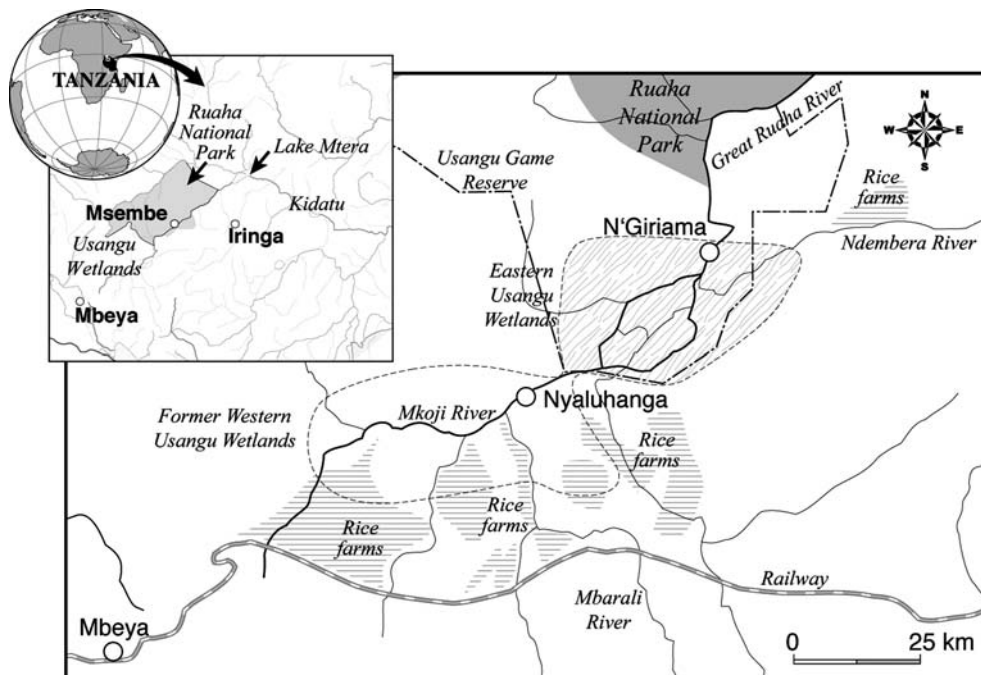 TANZANIA
Ruaha
National
Park
Lake Mtera
Kidatu
Msembe
Iringa
Usangu
Wetlands
Mbeya
Ruaha
National
Park
Great Ruaha River
N
W
E
S
Usangu Game
Reserve
Rice
farms
N'Giriama
Ndembera River
Eastern
Usangu
Wetlands
Nyaluhanga
Former Western
Usangu Wetlands
Mkoji River
Rice
farms
Rice
farms
Rice
farms
Railway
Mbarali
River
Mbeya
0
25 km